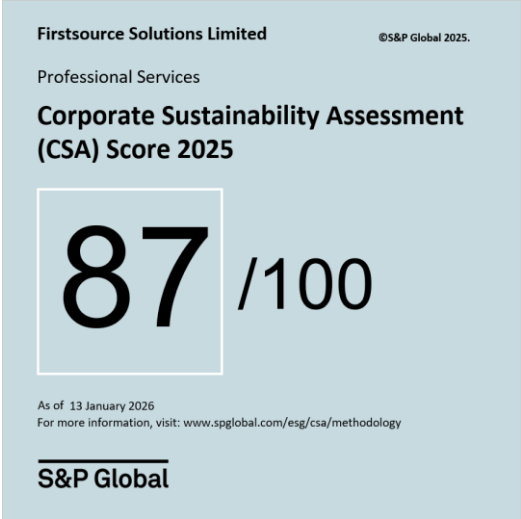 Firstsource Solutions Limited
©S&P Global 2025.
Professional Services
Corporate Sustainability Assessment
(CSA) Score 2025
87 /100
As of 13 January 2026
For more information, visit: www.spglobal.com/esg/csa/methodology
S&P Global